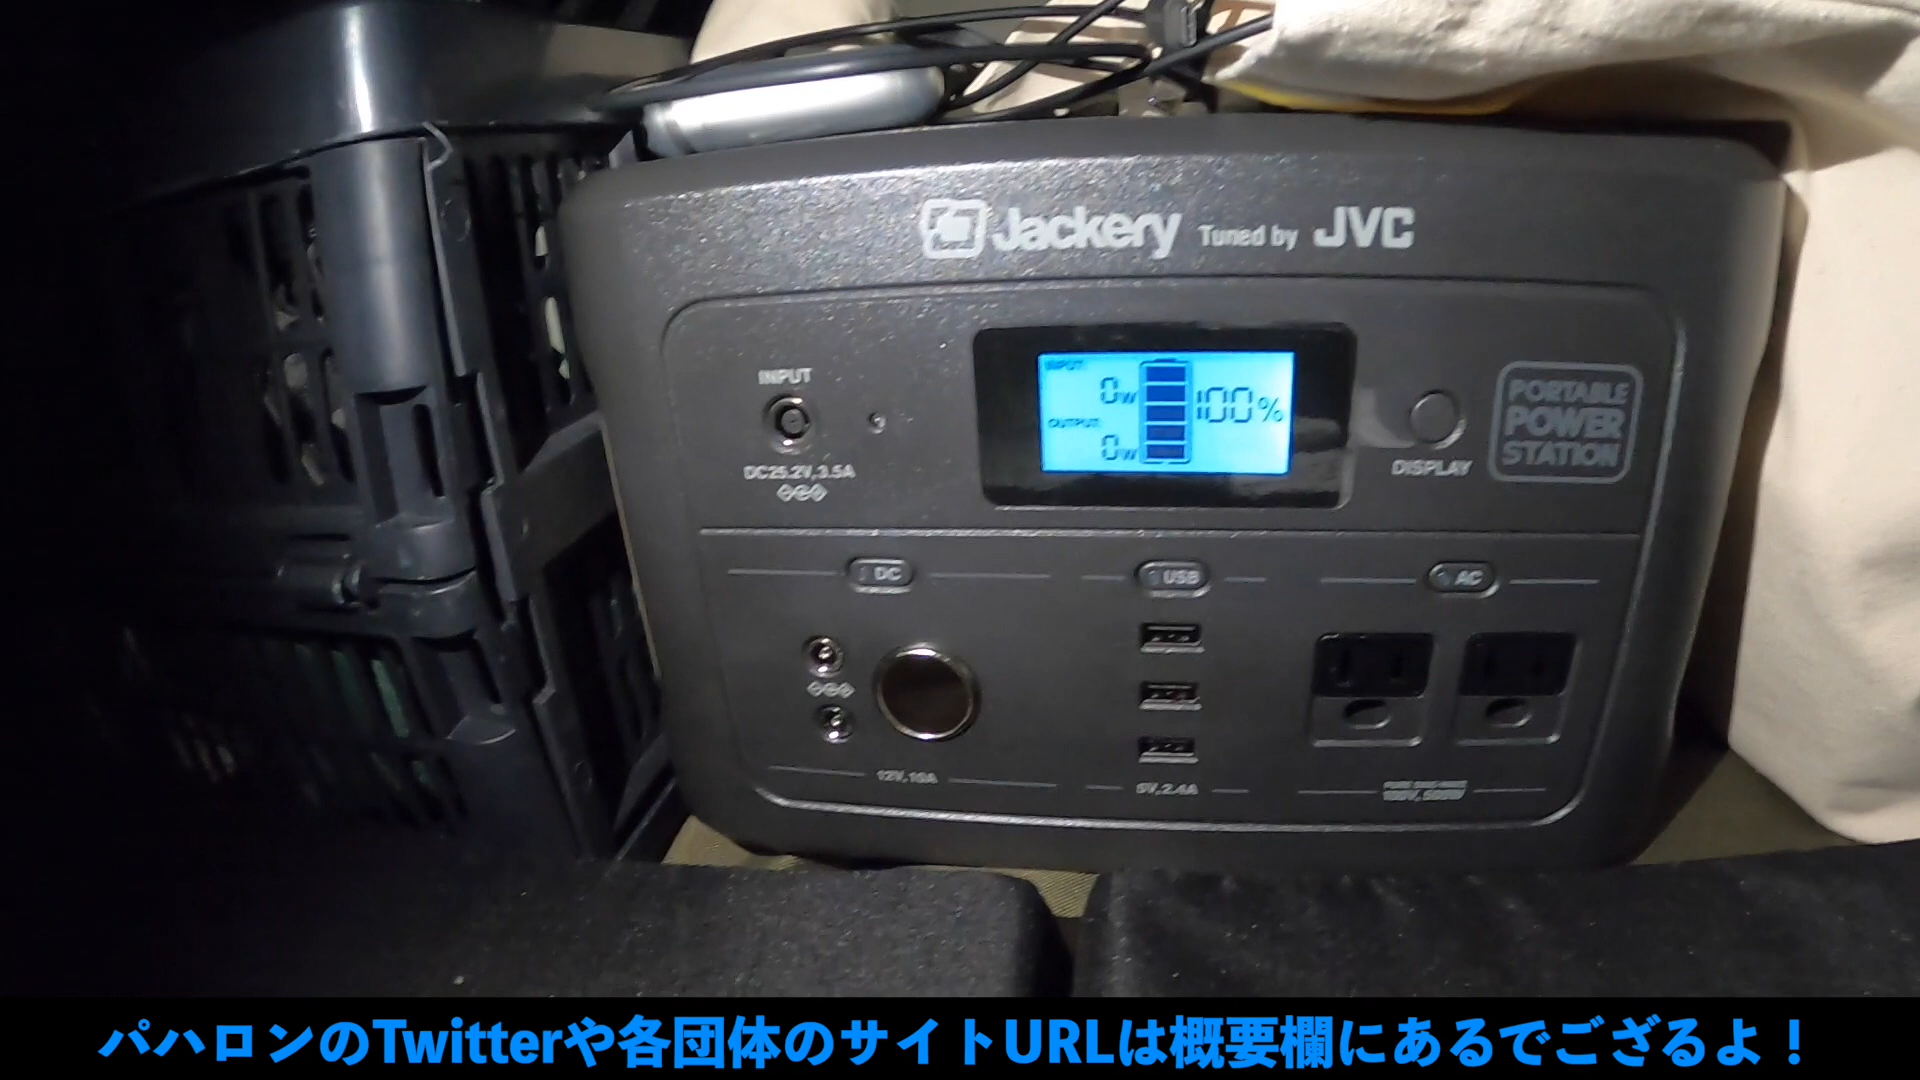 Jackery Tuned by JVC
INPUT
DC25.2V, 3.5A
INPUT
0w
OUTPUT
0w
100%
DISPLAY
PORTABLE
POWER
STATION
DC
USB
AC
12V, 10A
5V, 2.4A
パハロンのTwitterや各団体のサイトURLは概要欄にあるでござるよ！